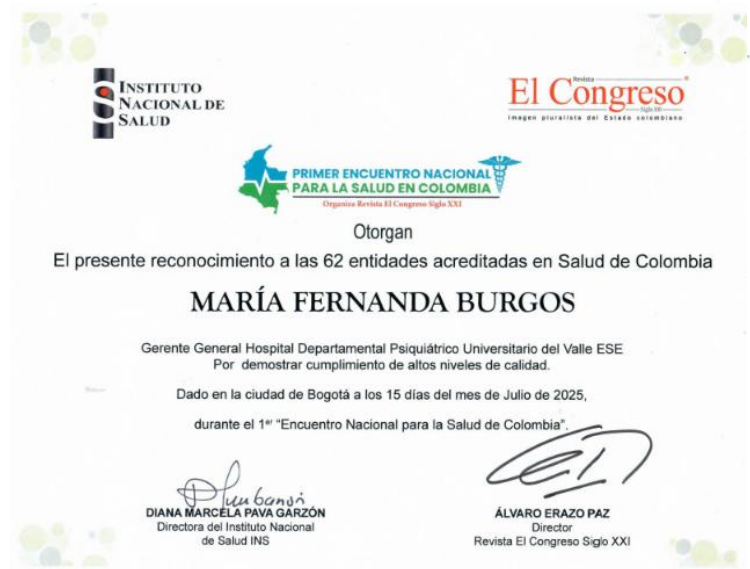 INSTITUTO
NACIONAL DE
SALUD
Revista
El Congreso
Siglo XXI
Imagen pluralista del Estado colombiano
PRIMER ENCUENTRO NACIONAL
PARA LA SALUD EN COLOMBIA
Organiza Revista El Congreso Siglo XXI
Otorgan
El presente reconocimiento a las 62 entidades acreditadas en Salud de Colombia
MARÍA FERNANDA BURGOS
Gerente General Hospital Departamental Psiquiátrico Universitario del Valle ESE
Por demostrar cumplimiento de altos niveles de calidad.
Dado en la ciudad de Bogotá a los 15 días del mes de Julio de 2025,
durante el 1er “Encuentro Nacional para la Salud de Colombia”.
DIANA MARCELA PAVA GARZÓN
Directora del Instituto Nacional
de Salud INS
ÁLVARO ERAZO PAZ
Director
Revista El Congreso Siglo XXI